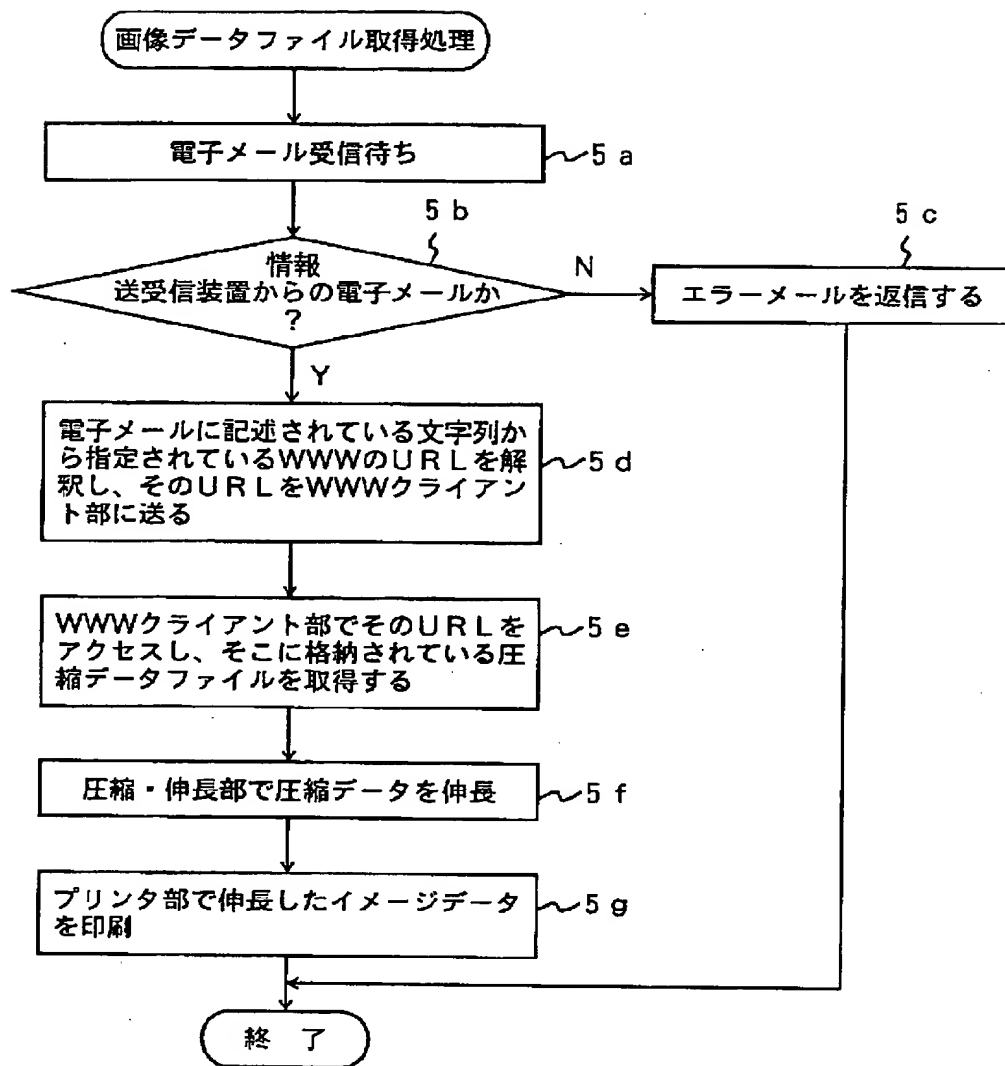 画像データファイル取得処理
電子メール受信待ち
5a
5b
情報
送受信装置からの電子メールか
?
N
5c
エラーメールを返信する
Y
電子メールに記述されている文字列か
ら指定されているWWWのURLを解
釈し、そのURLをWWWクライアン
ト部に送る
5d
WWWクライアント部でそのURLを
アクセスし、そこに格納されている圧
縮データファイルを取得する
5e
圧縮・伸長部で圧縮データを伸長
5f
プリンタ部で伸長したイメージデータ
を印刷
5g
終 了